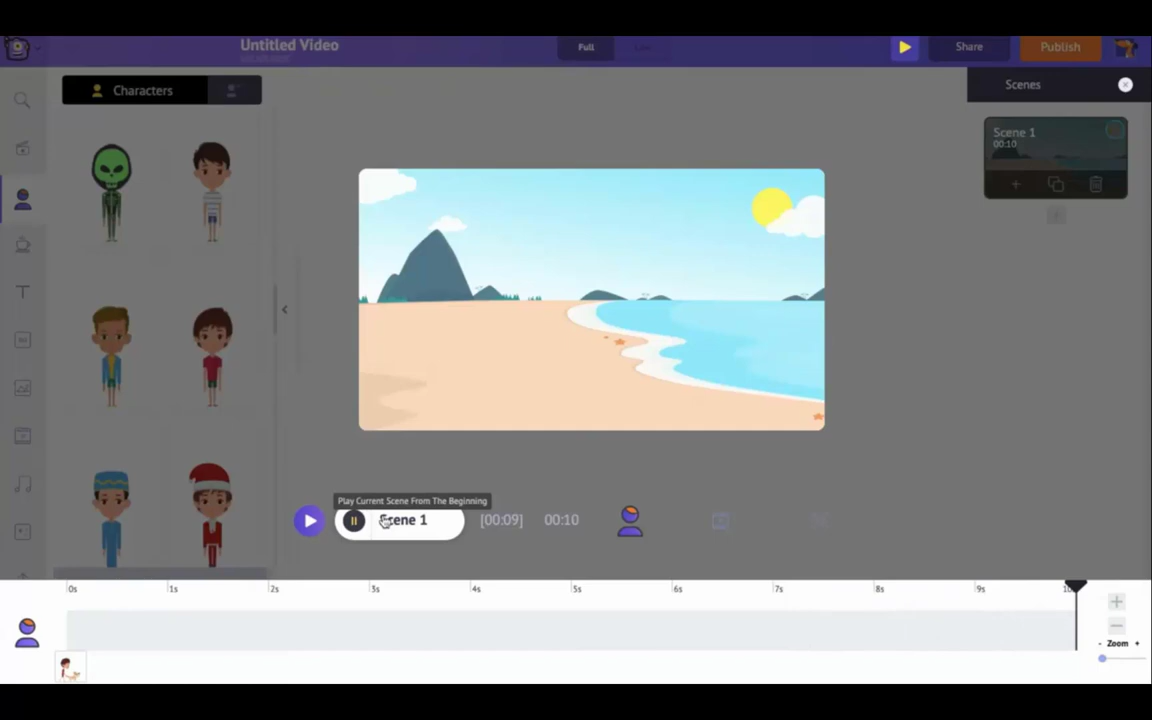 Untitled Video
Full
Share
Publish
Characters
Scenes
Scene 1
00:10
Play Current Scene From The Beginning
Scene 1
[00:09]
00:10
0s
1s
2s
3s
4s
5s
6s
7s
8s
9s
- Zoom +